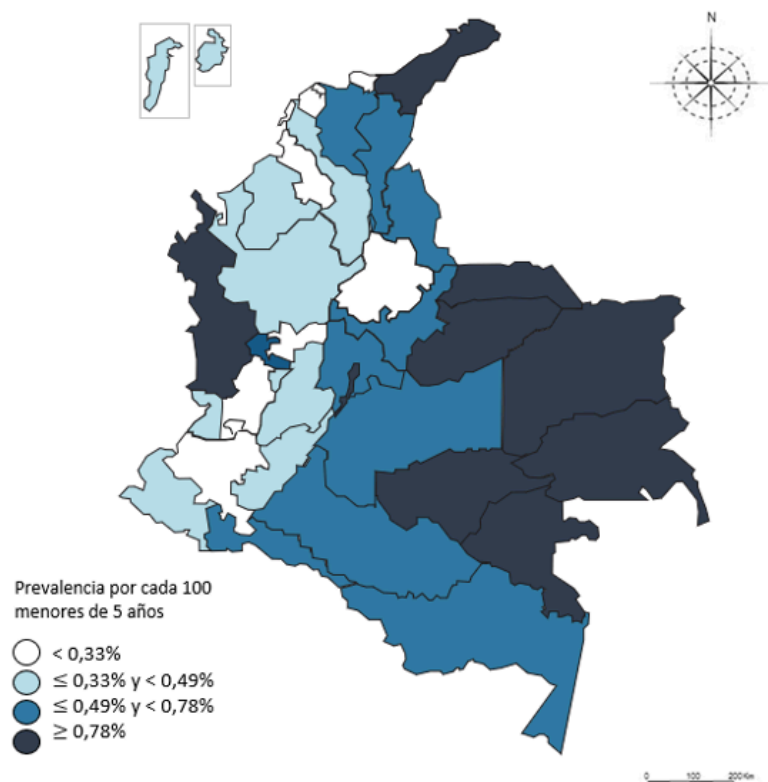 N
Prevalencia por cada 100
menores de 5 años
< 0,33%
≤ 0,33% y < 0,49%
≤ 0,49% y < 0,78%
≥ 0,78%
0 100 200Km